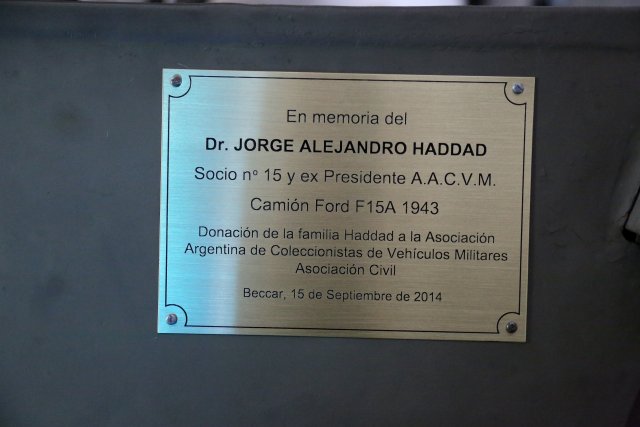 En memoria del
Dr. JORGE ALEJANDRO HADDAD
Socio nº 15 y ex Presidente A.A.C.V.M.
Camión Ford F15A 1943
Donación de la familia Haddad a la Asociación
Argentina de Coleccionistas de Vehículos Militares
Asociación Civil
Beccar, 15 de Septiembre de 2014